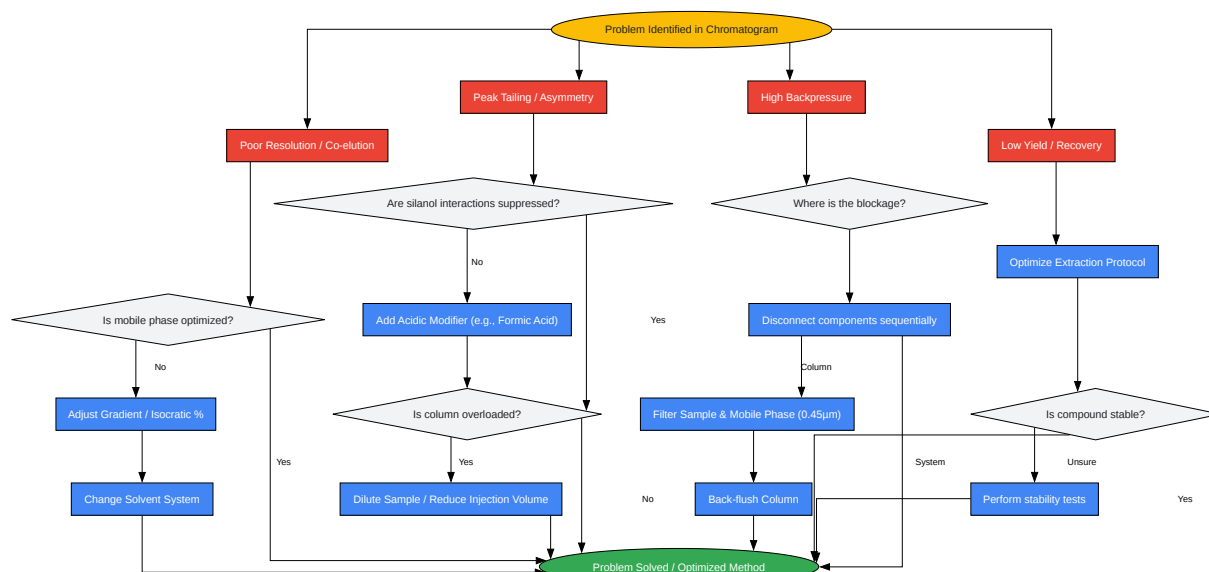 Problem Identified in Chromatogram
Peak Tailing / Asymmetry
High Backpressure
Poor Resolution / Co-elution
Low Yield / Recovery
Are silanol interactions suppressed?
Where is the blockage?
No
Optimize Extraction Protocol
Is mobile phase optimized?
Add Acidic Modifier (e.g., Formic Acid)
Yes
Disconnect components sequentially
No
Column
Adjust Gradient / Isocratic %
Is column overloaded?
Filter Sample & Mobile Phase (0.45µm)
Is compound stable?
Yes
Yes
System
Unsure
Change Solvent System
Dilute Sample / Reduce Injection Volume
No
Back-flush Column
Perform stability tests
Yes
Problem Solved / Optimized Method